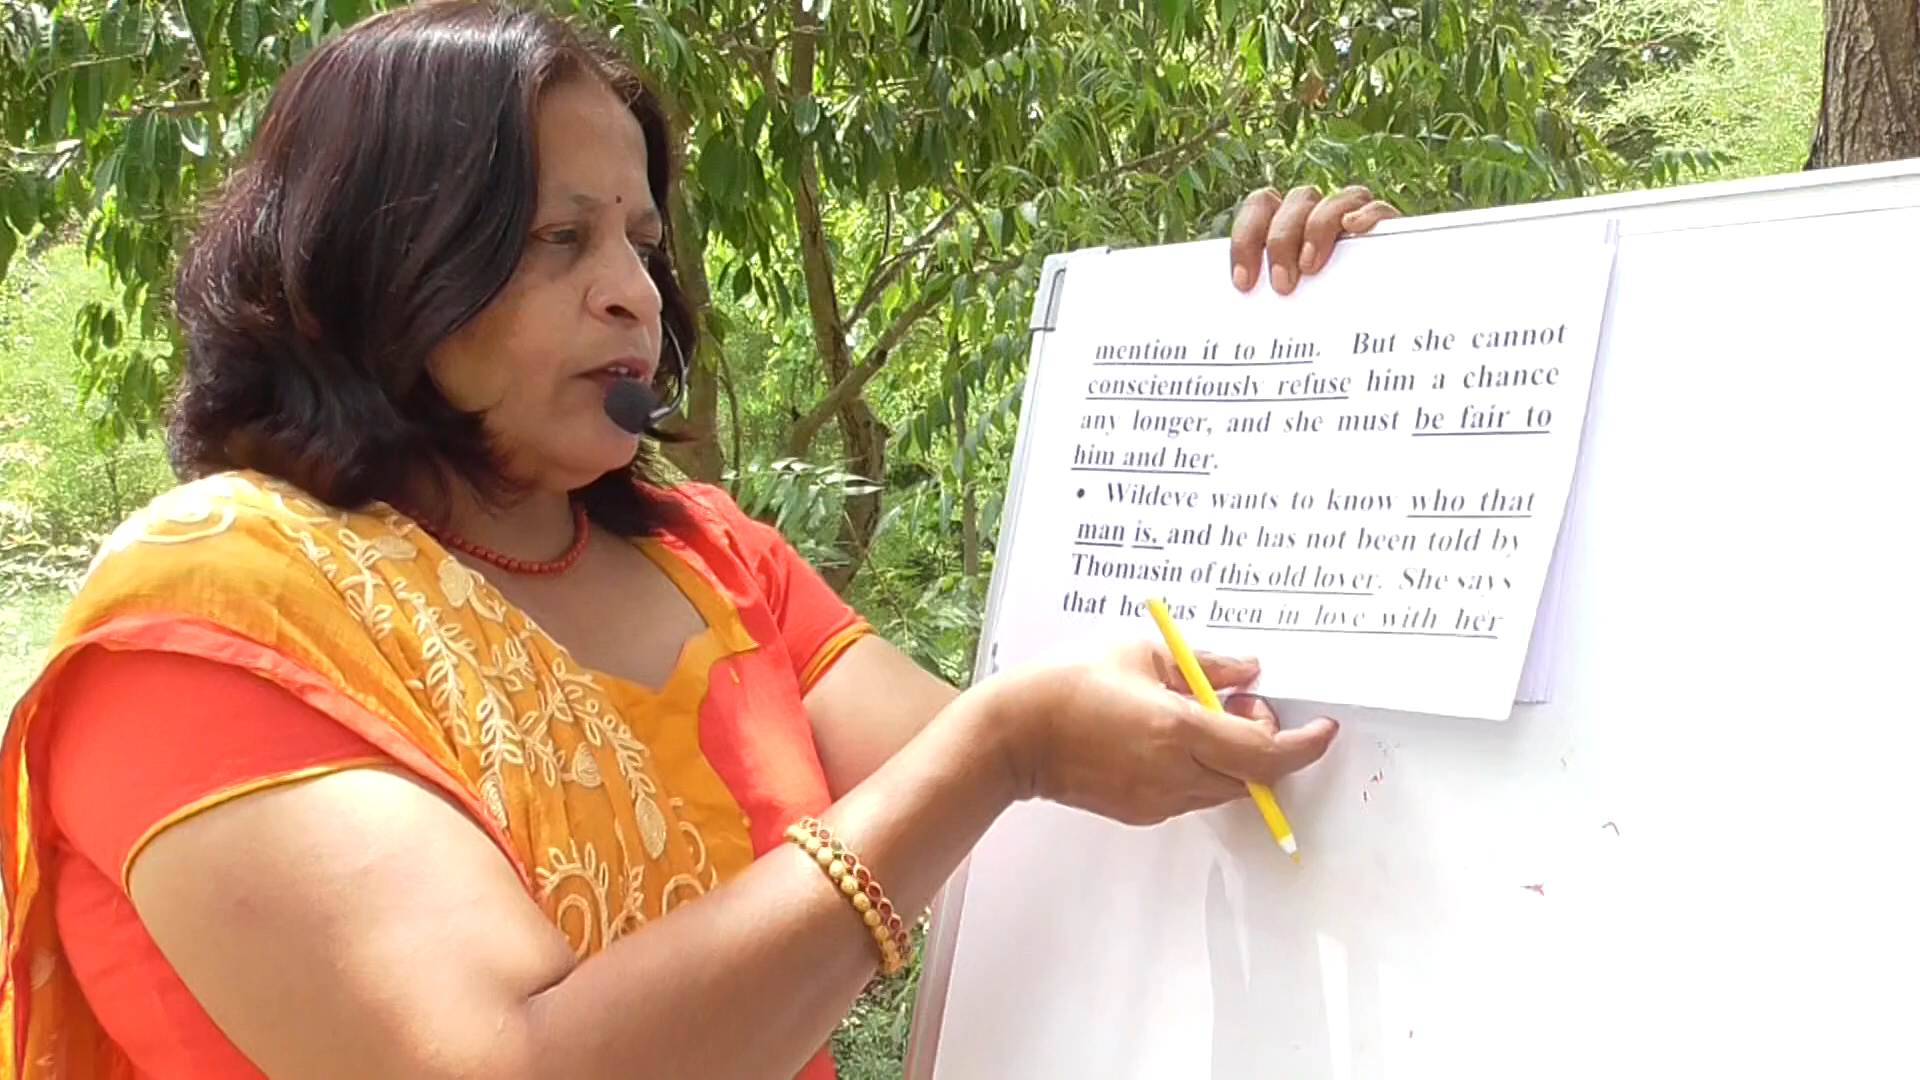 mention it to him. But she cannot
conscientiously refuse him a chance
any longer, and she must be fair to
him and her.
• Wildeve wants to know who that
man is, and he has not been told by
Thomasin of this old lover. She says
that he has been in love with her